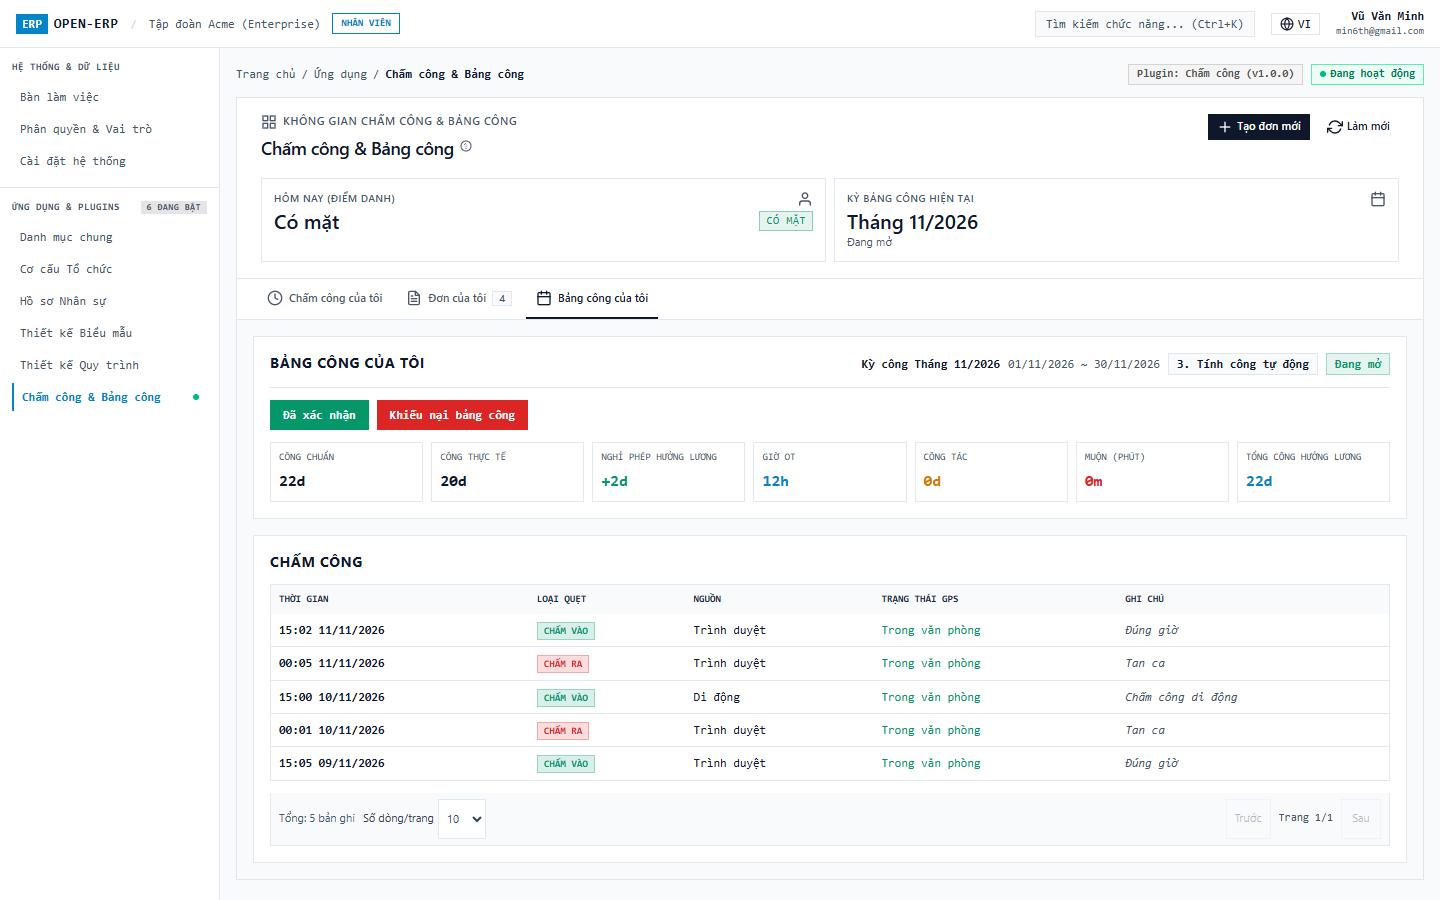 ERP OPEN-ERP / Tập đoàn Acme (Enterprise) NHÂN VIÊN
Tìm kiếm chức năng... (Ctrl+K)
VI
Vũ Văn Minh
min6th@gmail.com
HỆ THỐNG & DỮ LIỆU
Bàn làm việc
Phân quyền & Vai trò
Cài đặt hệ thống
ỨNG DỤNG & PLUGINS 6 ĐANG BẬT
Danh mục chung
Cơ cấu Tổ chức
Hồ sơ Nhân sự
Thiết kế Biểu mẫu
Thiết kế Quy trình
Chấm công & Bảng công
Trang chủ / Ứng dụng / Chấm công & Bảng công
Plugin: Chấm công (v1.0.0) Đang hoạt động
KHÔNG GIAN CHẤM CÔNG & BẢNG CÔNG
Chấm công & Bảng công
Tạo đơn mới
Làm mới
HÔM NAY (ĐIỂM DANH)
Có mặt
CÓ MẶT
KỲ BẢNG CÔNG HIỆN TẠI
Tháng 11/2026
Đang mở
Chấm công của tôi
Đơn của tôi 4
Bảng công của tôi
BẢNG CÔNG CỦA TÔI
Kỳ công Tháng 11/2026 01/11/2026 ~ 30/11/2026 3. Tính công tự động Đang mở
Đã xác nhận
Khiếu nại bảng công
CÔNG CHUẨN
22d
CÔNG THỰC TẾ
20d
NGHỈ PHÉP HƯỞNG LƯƠNG
+2d
GIỜ OT
12h
CÔNG TÁC
0d
MUỘN (PHÚT)
0m
TỔNG CÔNG HƯỞNG LƯƠNG
22d
CHẤM CÔNG
THỜI GIAN LOẠI QUẸT NGUỒN TRẠNG THÁI GPS GHI CHÚ
15:02 11/11/2026 CHẤM VÀO Trình duyệt Trong văn phòng Đúng giờ
00:05 11/11/2026 CHẤM RA Trình duyệt Trong văn phòng Tan ca
15:00 10/11/2026 CHẤM VÀO Di động Trong văn phòng Chấm công di động
00:01 10/11/2026 CHẤM RA Trình duyệt Trong văn phòng Tan ca
15:05 09/11/2026 CHẤM VÀO Trình duyệt Trong văn phòng Đúng giờ
Tổng: 5 bản ghi Số dòng/trang 10
Trước Trang 1/1 Sau